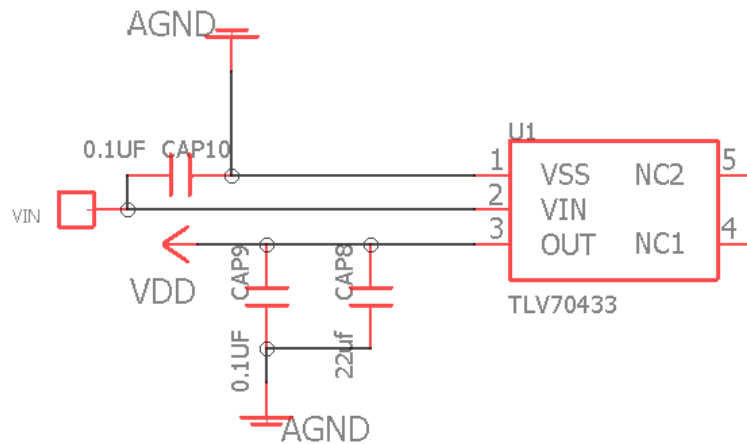 AGND
U1
0.1UF CAP10
1 VSS NC2 5
VIN
2 VIN
3 OUT NC1 4
VDD
CAP9
CAP8
0.1UF
22uf
TLV70433
AGND